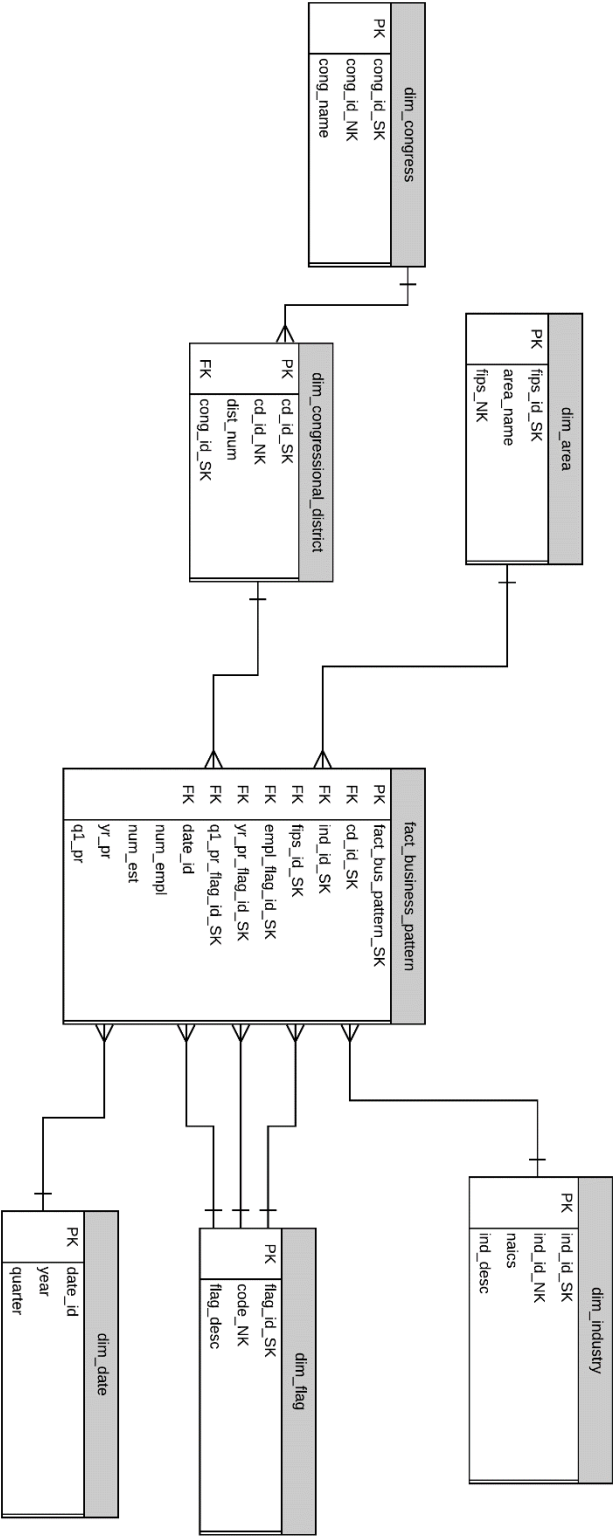 dim_congress
PK cong_id_SK
cong_id_NK
cong_name
dim_area
PK fips_id_SK
area_name
fips_NK
dim_congressional_district
PK cd_id_SK
cd_id_NK
dist_num
FK cong_id_SK
fact_business_pattern
PK fact_bus_pattern_SK
FK cd_id_SK
FK ind_id_SK
FK fips_id_SK
FK empl_flag_id_SK
FK yr_pr_flag_id_SK
FK q1_pr_flag_id_SK
FK date_id
num_empl
num_est
yr_pr
q1_pr
dim_industry
PK ind_id_SK
ind_id_NK
naics
ind_desc
dim_flag
PK flag_id_SK
code_NK
flag_desc
dim_date
PK date_id
year
quarter